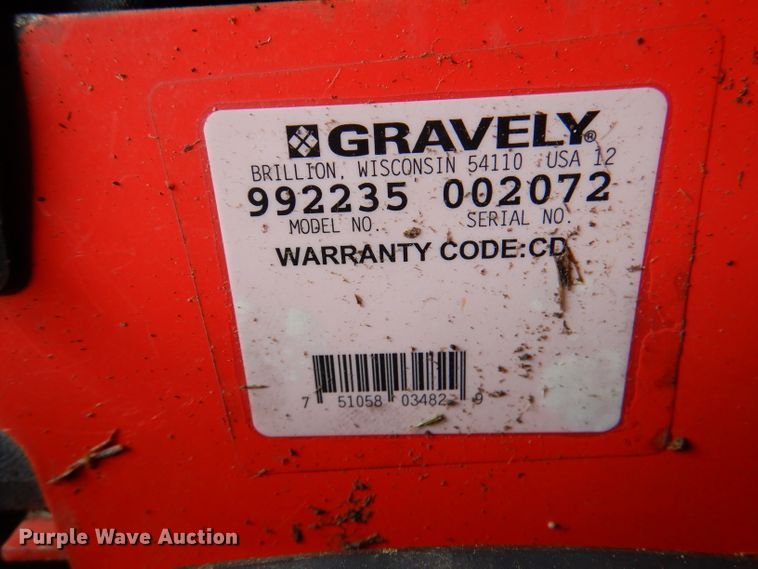 GRAVELY®
BRILLION, WISCONSIN 54110 USA 12
992235 002072
MODEL NO. SERIAL NO.
WARRANTY CODE:CD
7 51058 03482 9
Purple Wave Auction